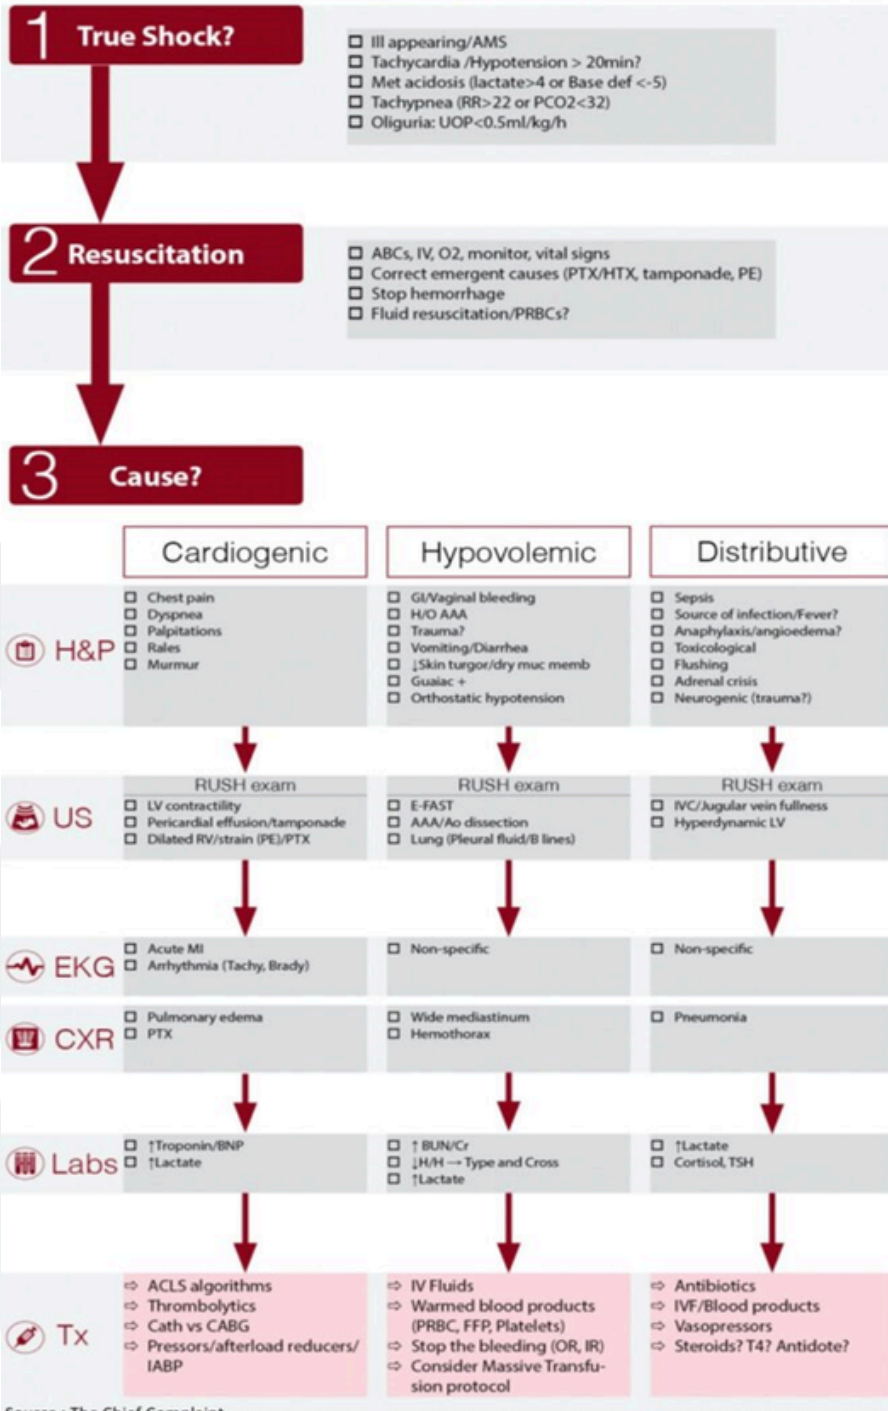 1 True Shock?
☐ Ill appearing/AMS
☐ Tachycardia /Hypotension > 20min?
☐ Met acidosis (lactate>4 or Base def <-5)
☐ Tachypnea (RR>22 or PCO2<32)
☐ Oliguria: UOP<0.5ml/kg/h
2 Resuscitation
☐ ABCs, IV, O2, monitor, vital signs
☐ Correct emergent causes (PTX/HTX, tamponade, PE)
☐ Stop hemorrhage
☐ Fluid resuscitation/PRBCs?
3 Cause?
Cardiogenic
Hypovolemic
Distributive
H&P
☐ Chest pain
☐ Dyspnea
☐ Palpitations
☐ Rales
☐ Murmur
☐ GI/Vaginal bleeding
☐ H/O AAA
☐ Trauma?
☐ Vomiting/Diarrhea
☐ ↓Skin turgor/dry muc memb
☐ Guaiac +
☐ Orthostatic hypotension
☐ Sepsis
☐ Source of infection/Fever?
☐ Anaphylaxis/angioedema?
☐ Toxicological
☐ Flushing
☐ Adrenal crisis
☐ Neurogenic (trauma?)
US
RUSH exam
☐ LV contractility
☐ Pericardial effusion/tamponade
☐ Dilated RV/strain (PE)/PTX
RUSH exam
☐ E-FAST
☐ AAA/Ao dissection
☐ Lung (Pleural fluid/B lines)
RUSH exam
☐ IVC/Jugular vein fullness
☐ Hyperdynamic LV
EKG
☐ Acute MI
☐ Arrhythmia (Tachy, Brady)
☐ Non-specific
☐ Non-specific
CXR
☐ Pulmonary edema
☐ PTX
☐ Wide mediastinum
☐ Hemothorax
☐ Pneumonia
Labs
☐ ↑Troponin/BNP
☐ ↑Lactate
☐ ↑ BUN/Cr
☐ ↓H/H → Type and Cross
☐ ↑Lactate
☐ ↑Lactate
☐ Cortisol, TSH
Tx
⇨ ACLS algorithms
⇨ Thrombolytics
⇨ Cath vs CABG
⇨ Pressors/afterload reducers/
IABP
⇨ IV Fluids
⇨ Warmed blood products
(PRBC, FFP, Platelets)
⇨ Stop the bleeding (OR, IR)
⇨ Consider Massive Transfu-
sion protocol
⇨ Antibiotics
⇨ IVF/Blood products
⇨ Vasopressors
⇨ Steroids? T4? Antidote?
Source : The Chief Complaint